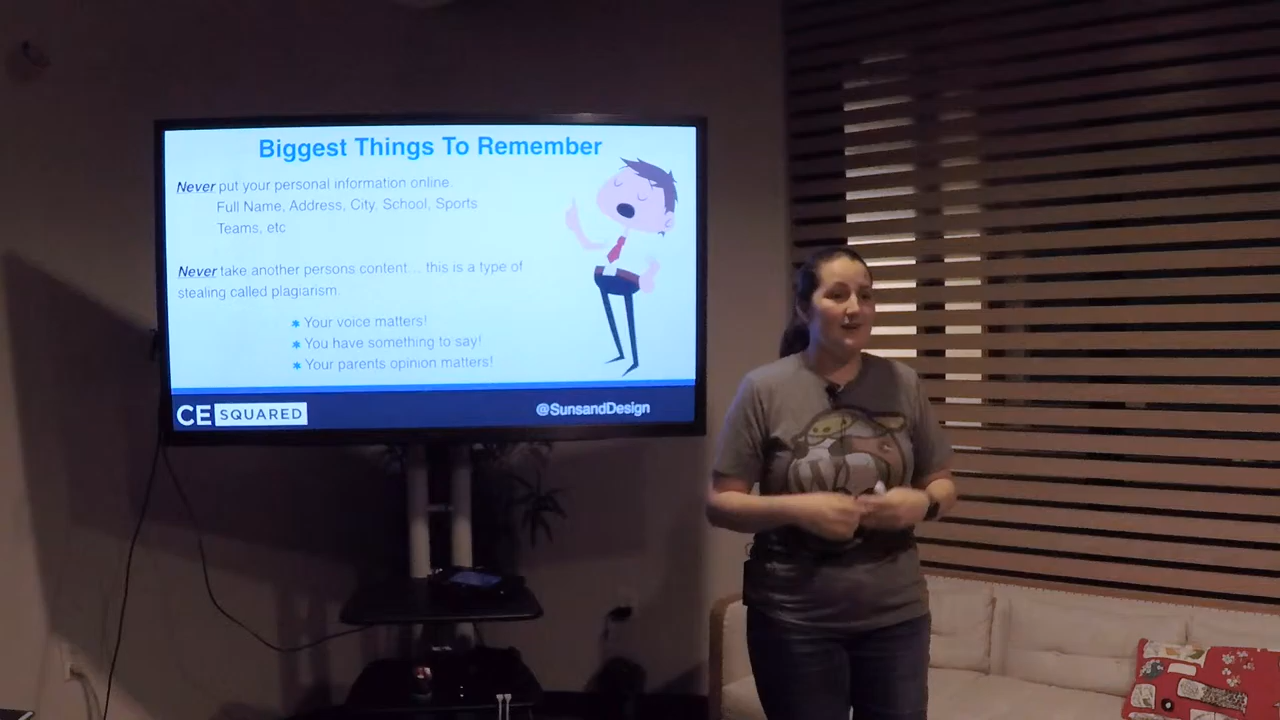 Biggest Things To Remember
Never put your personal information online.
Full Name, Address, City, School, Sports
Teams, etc
Never take another persons content... this is a type of
stealing called plagiarism.
* Your voice matters!
* You have something to say!
* Your parents opinion matters!
CE SQUARED
@SunsandDesign